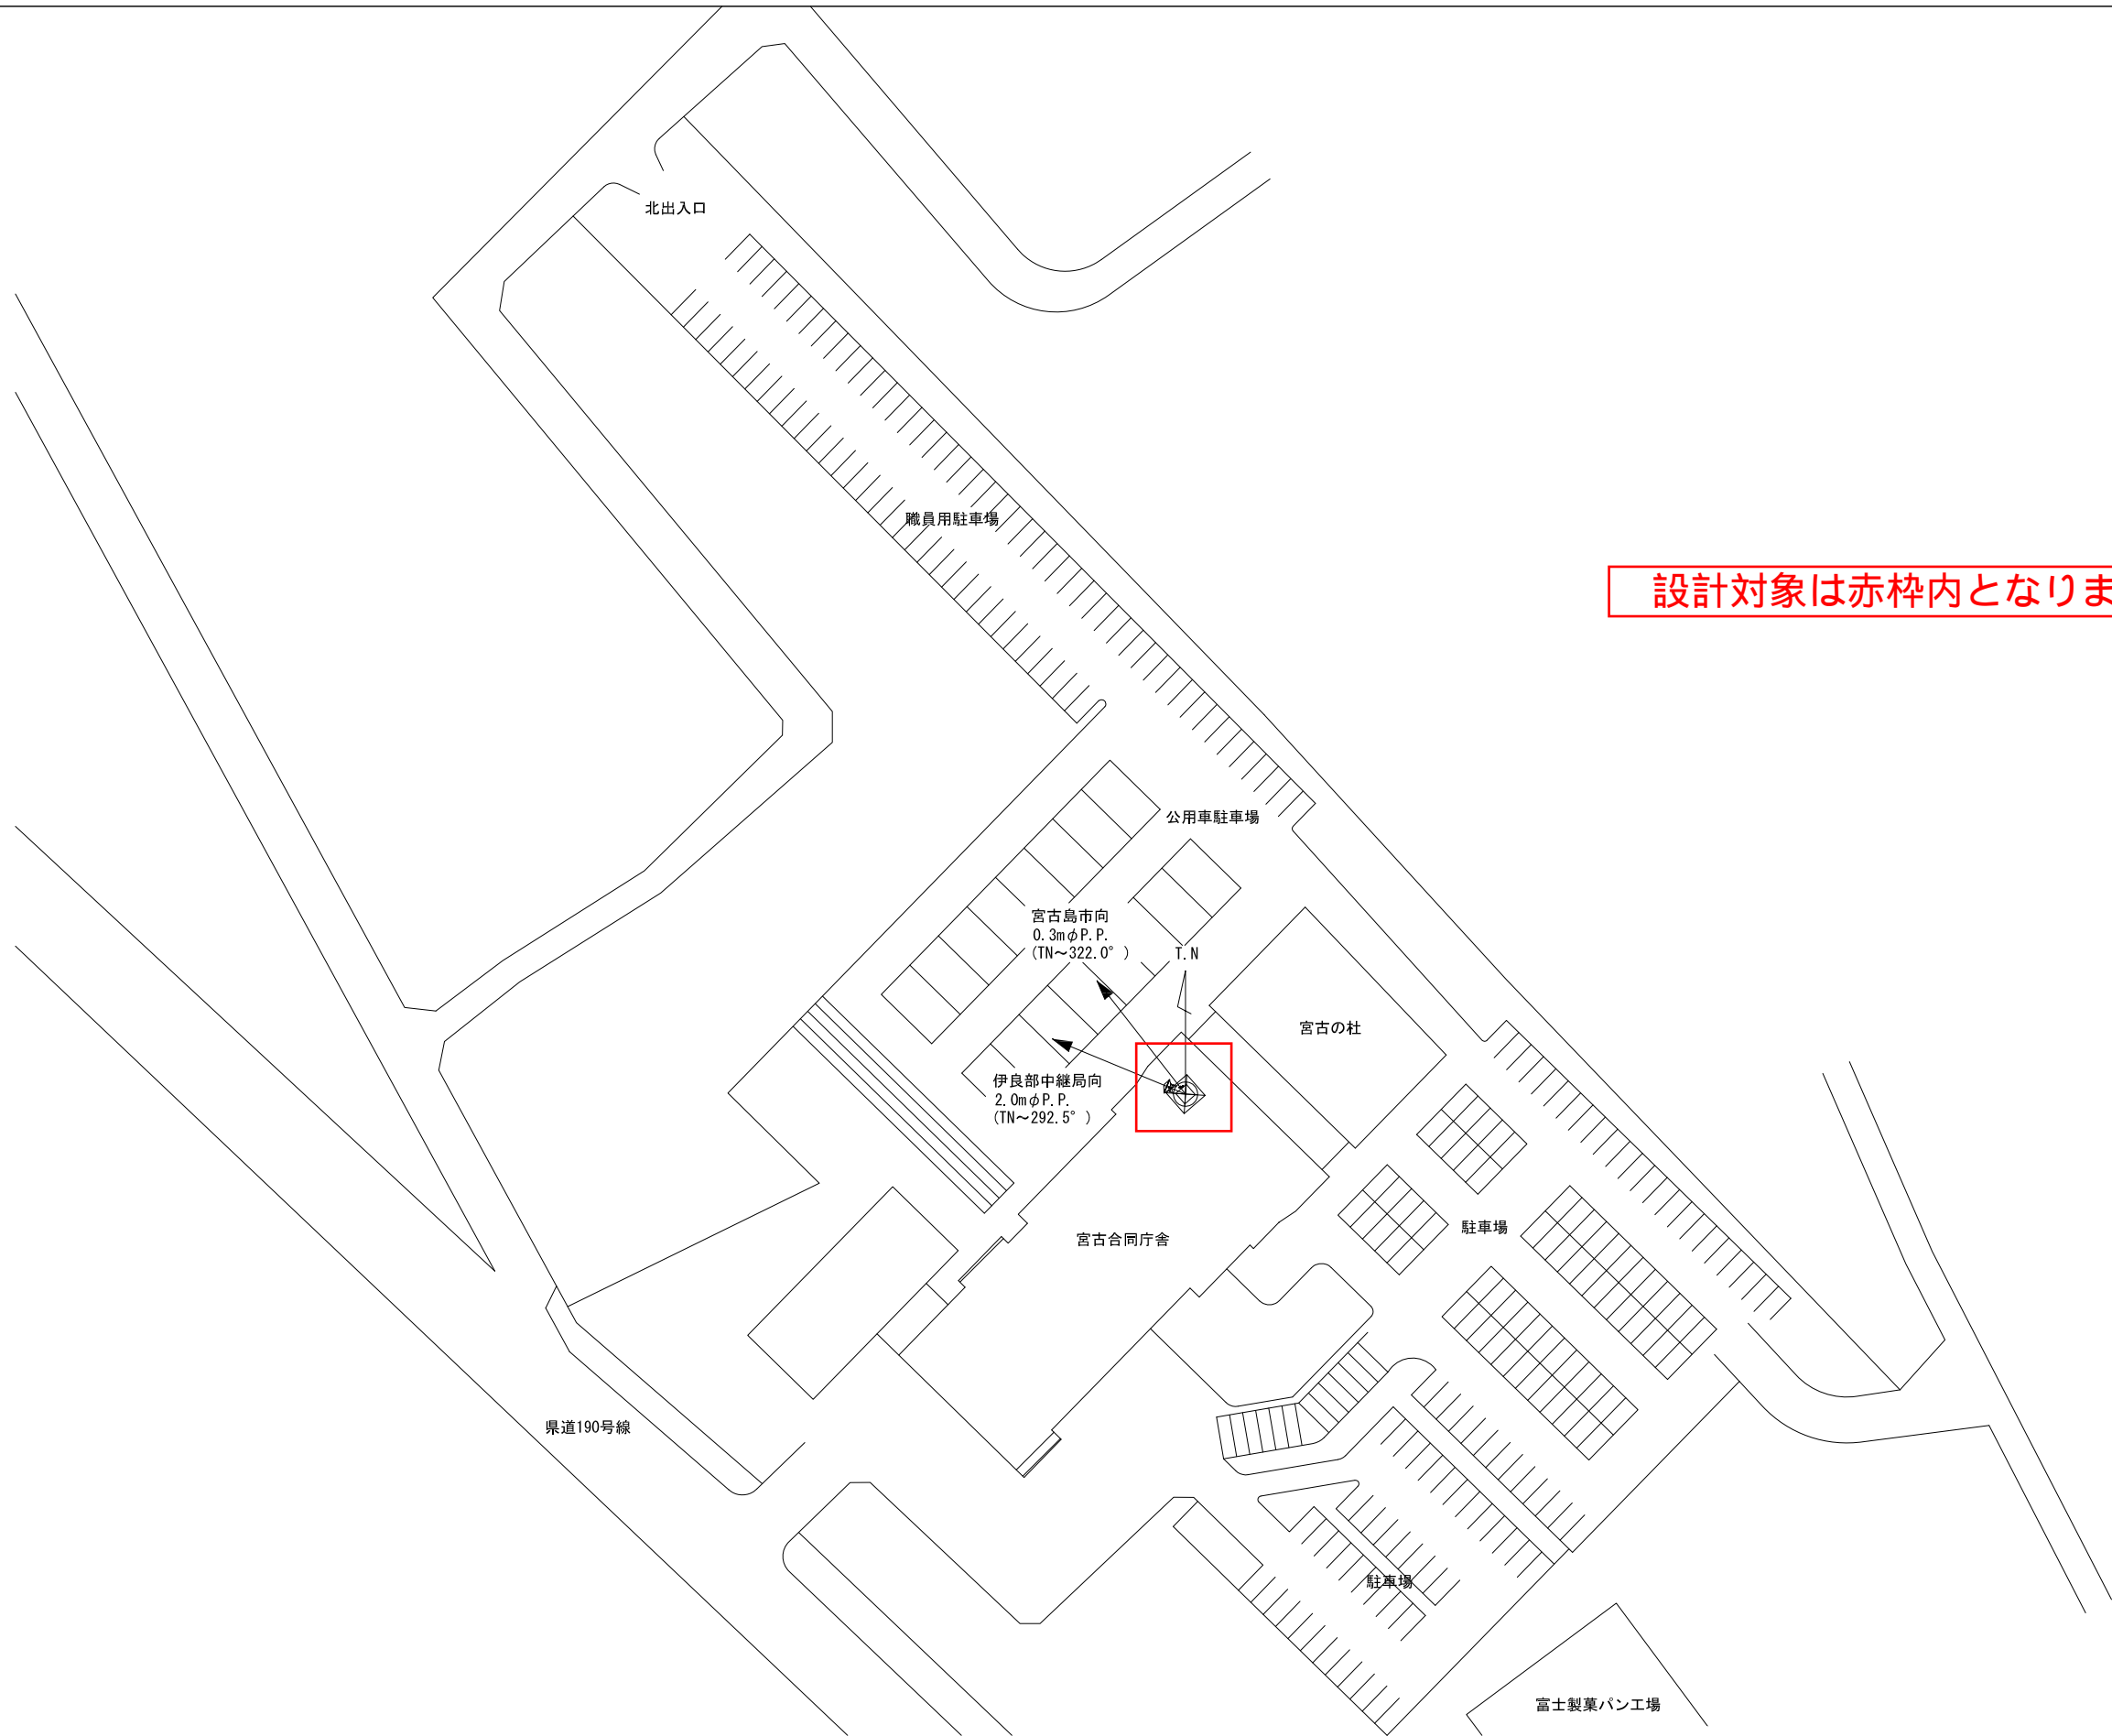 北出入口
職員用駐車場
設計対象は赤枠内となりま
公用車駐車場
宮古島市向
0.3mφP.P.
(TN～322.0°)
T.N
宮古の杜
伊良部中継局向
2.0mφP.P.
(TN～292.5°)
駐車場
宮古合同庁舎
県道190号線
駐車場
富士製菓パン工場